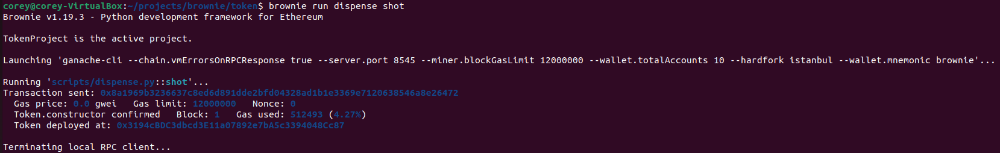 corey@corey-VirtualBox:~/projects/brownie/token$ brownie run dispense shot
Brownie v1.19.3 - Python development framework for Ethereum
TokenProject is the active project.
Launching 'ganache-cli --chain.vmErrorsOnRPCResponse true --server.port 8545 --miner.blockGasLimit 12000000 --wallet.totalAccounts 10 --hardfork istanbul --wallet.mnemonic brownie'...
Running 'scripts/dispense.py::shot'...
Transaction sent: 0x8a1969b3236637c8ed6d891dde2bfd04328ad1b1e3369e7120638546a8e26472
Gas price: 0.0 gwei   Gas limit: 12000000   Nonce: 0
Token.constructor confirmed   Block: 1   Gas used: 512493 (4.27%)
Token deployed at: 0x3194cBDC3dbcd3E11a07892e7bA5c3394048Cc87
Terminating local RPC client...